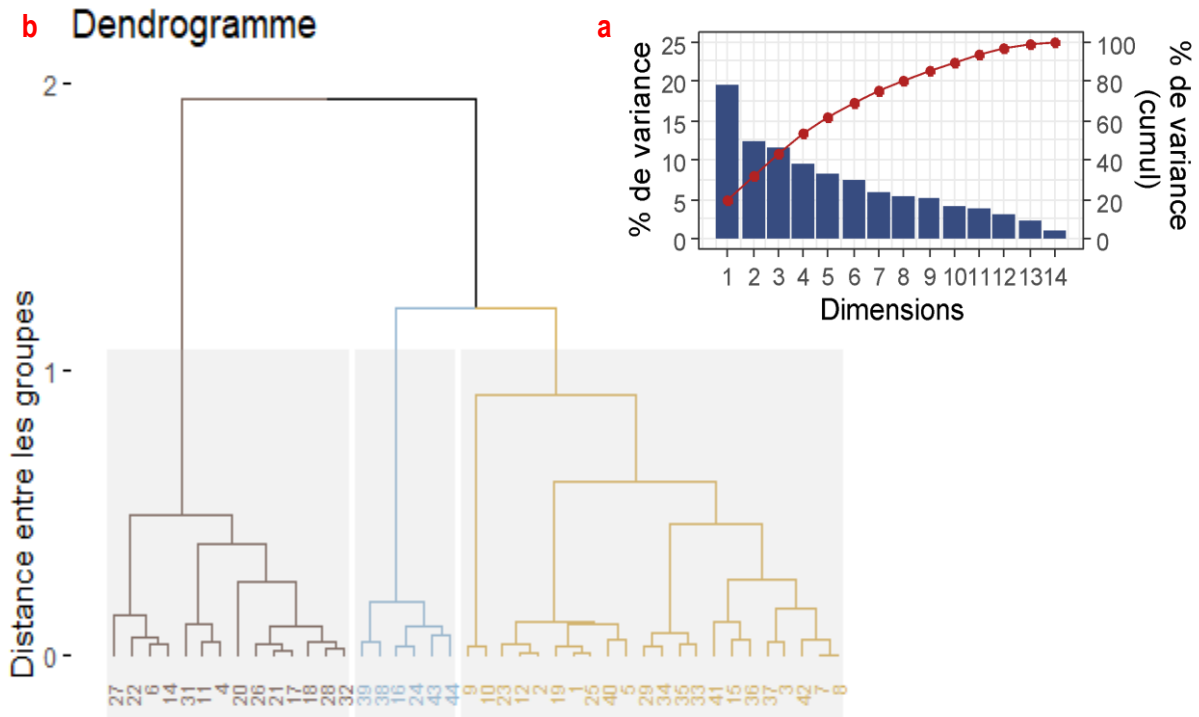 b Dendrogramme
a
25
20
15
10
5
0
% de variance
100
80
60
40
20
0
% de variance
(cumul)
1 2 3 4 5 6 7 8 9 10 11 12 13 14
Dimensions
2
1
0
Distance entre les groupes
27 22 6 14 31 11 4 20 26 21 17 18 28 32 39 38 16 24 43 44 9 10 23 12 2 19 1 25 40 5 29 34 35 33 41 15 36 37 3 42 7 8